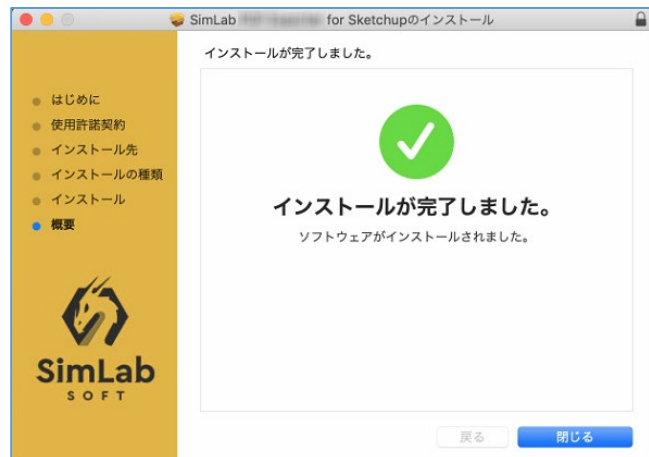 SimLab for Sketchupのインストール
インストールが完了しました。
はじめに
使用許諾契約
インストール先
インストールの種類
インストール
概要
インストールが完了しました。
ソフトウェアがインストールされました。
SimLab
SOFT
戻る
閉じる